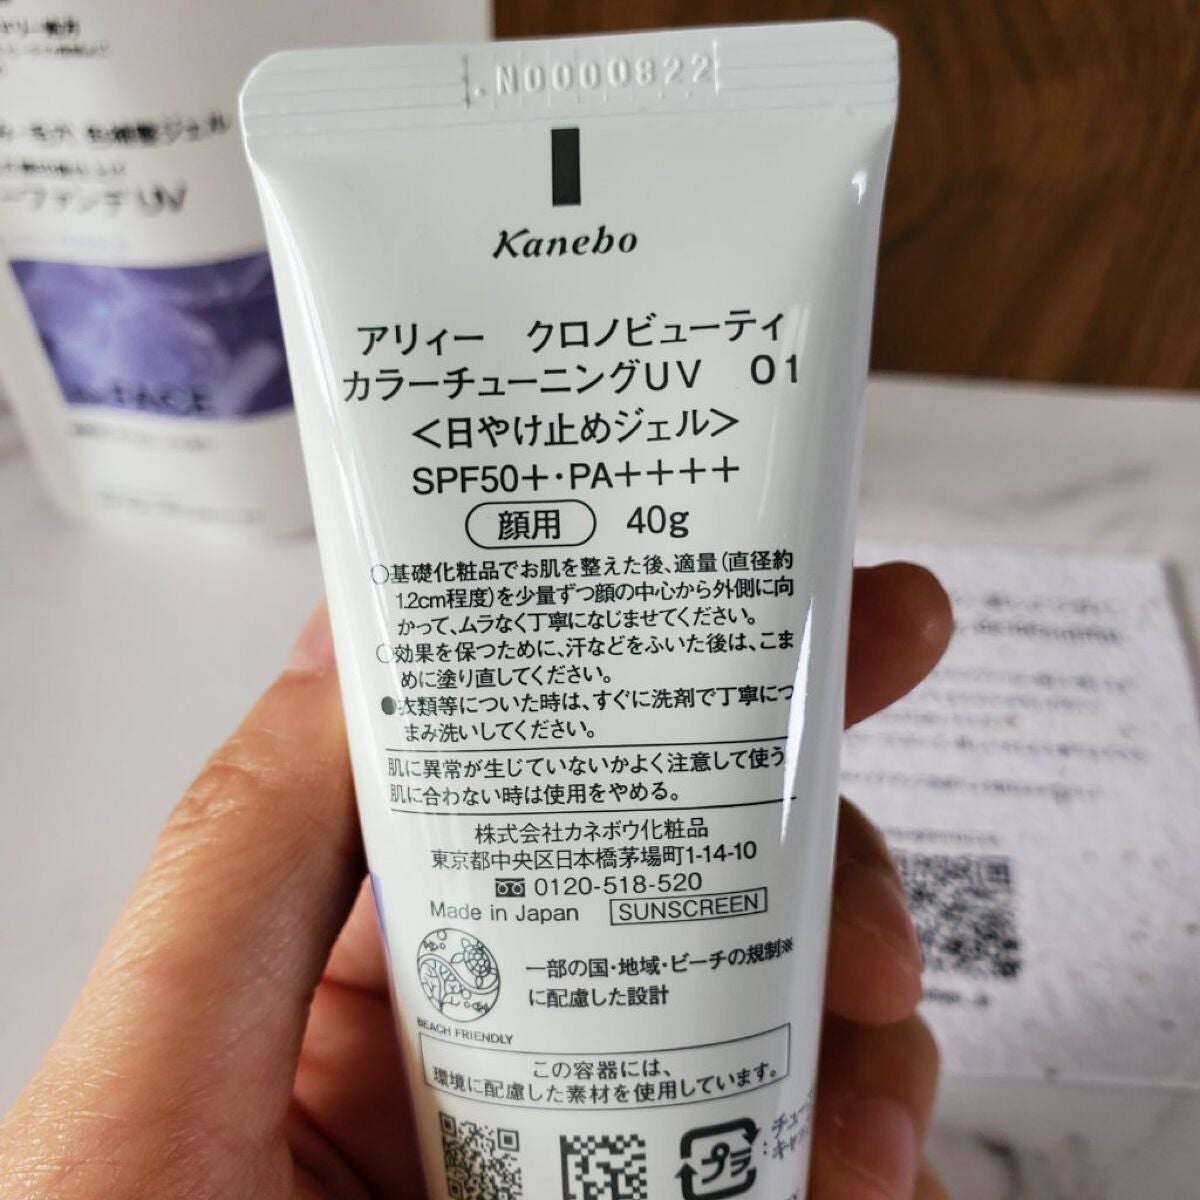 .N0000822
Kanebo
アリィー　クロノビューティ
カラーチューニングUV　01
＜日やけ止めジェル＞
SPF50+・PA++++
顔用　40g
○基礎化粧品でお肌を整えた後、適量(直径約
1.2cm程度)を少量ずつ顔の中心から外側に向
かって、ムラなく丁寧になじませてください。
○効果を保つために、汗などをふいた後は、こま
めに塗り直してください。
●衣類等についた時は、すぐに洗剤で丁寧につ
まみ洗いしてください。
肌に異常が生じていないかよく注意して使う。
肌に合わない時は使用をやめる。
株式会社カネボウ化粧品
東京都中央区日本橋茅場町1-14-10
0120-518-520
Made in Japan　SUNSCREEN
一部の国・地域・ビーチの規制※
に配慮した設計
BEACH FRIENDLY
この容器には、
環境に配慮した素材を使用しています。
プラ
UV
FACE